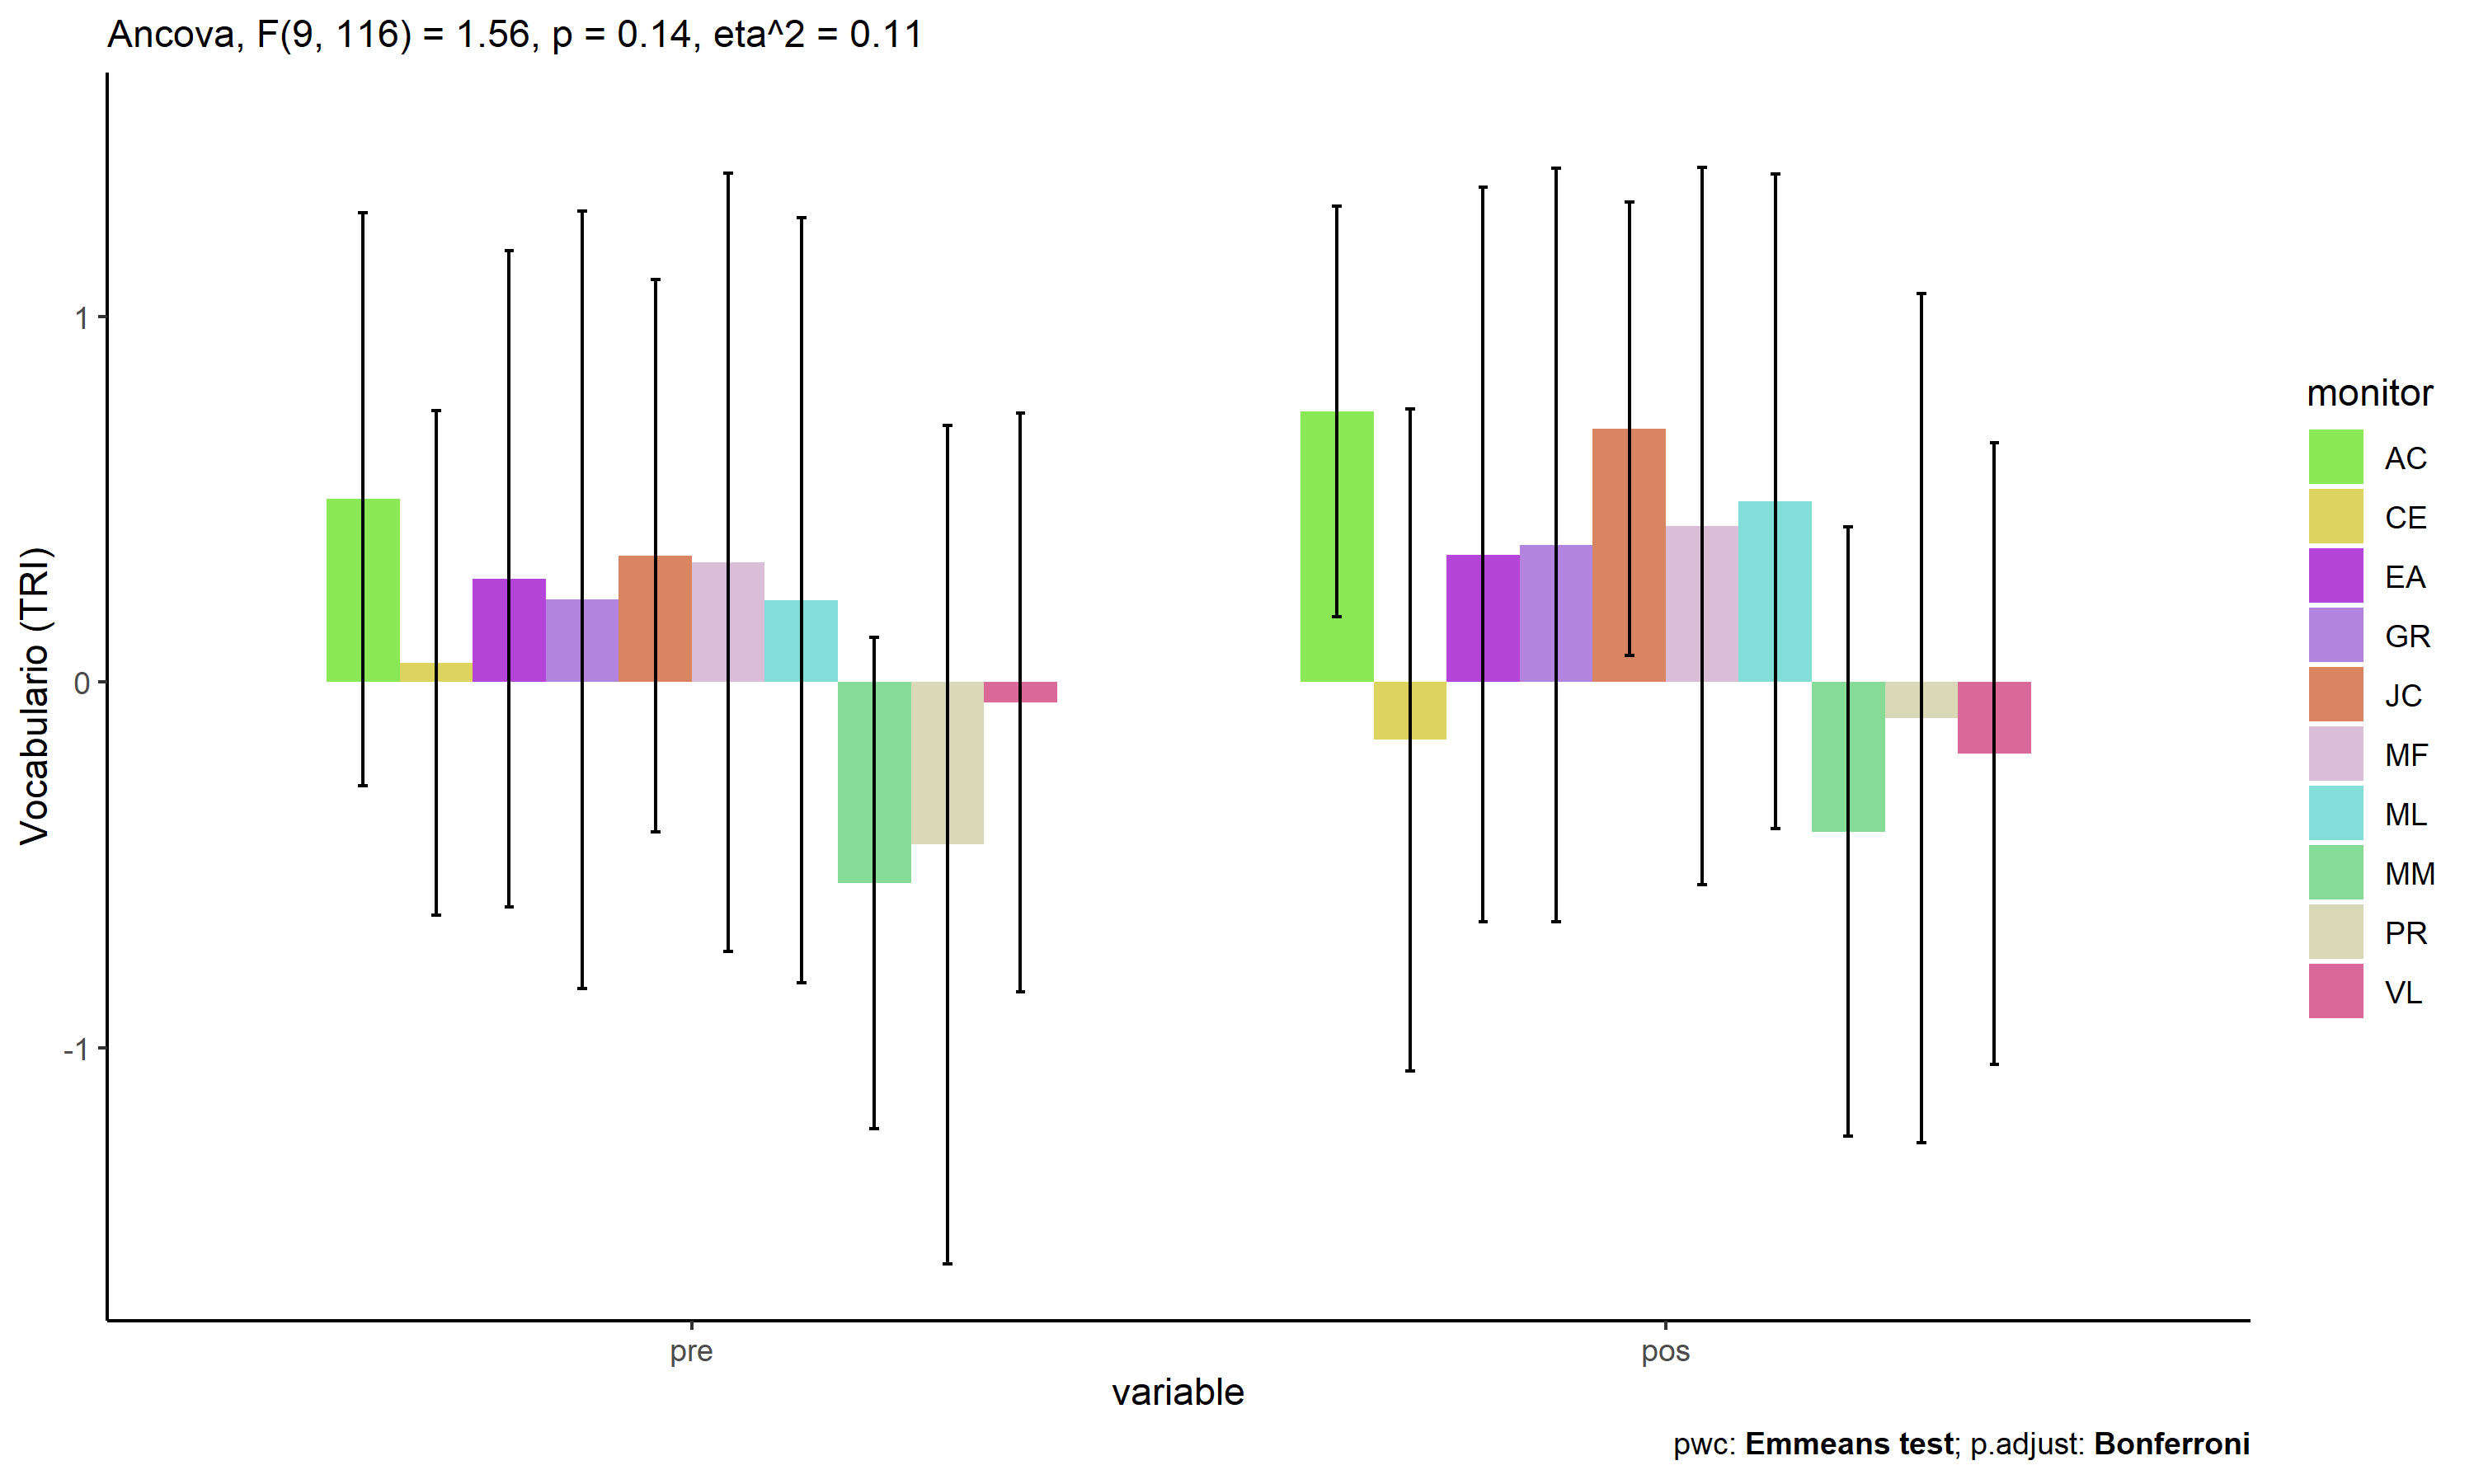 Ancova, F(9, 116) = 1.56, p = 0.14, eta^2 = 0.11
Vocabulario (TRI)
1
0
-1
pre
pos
variable
monitor
AC
CE
EA
GR
JC
MF
ML
MM
PR
VL
pwc: Emmeans test; p.adjust: Bonferroni